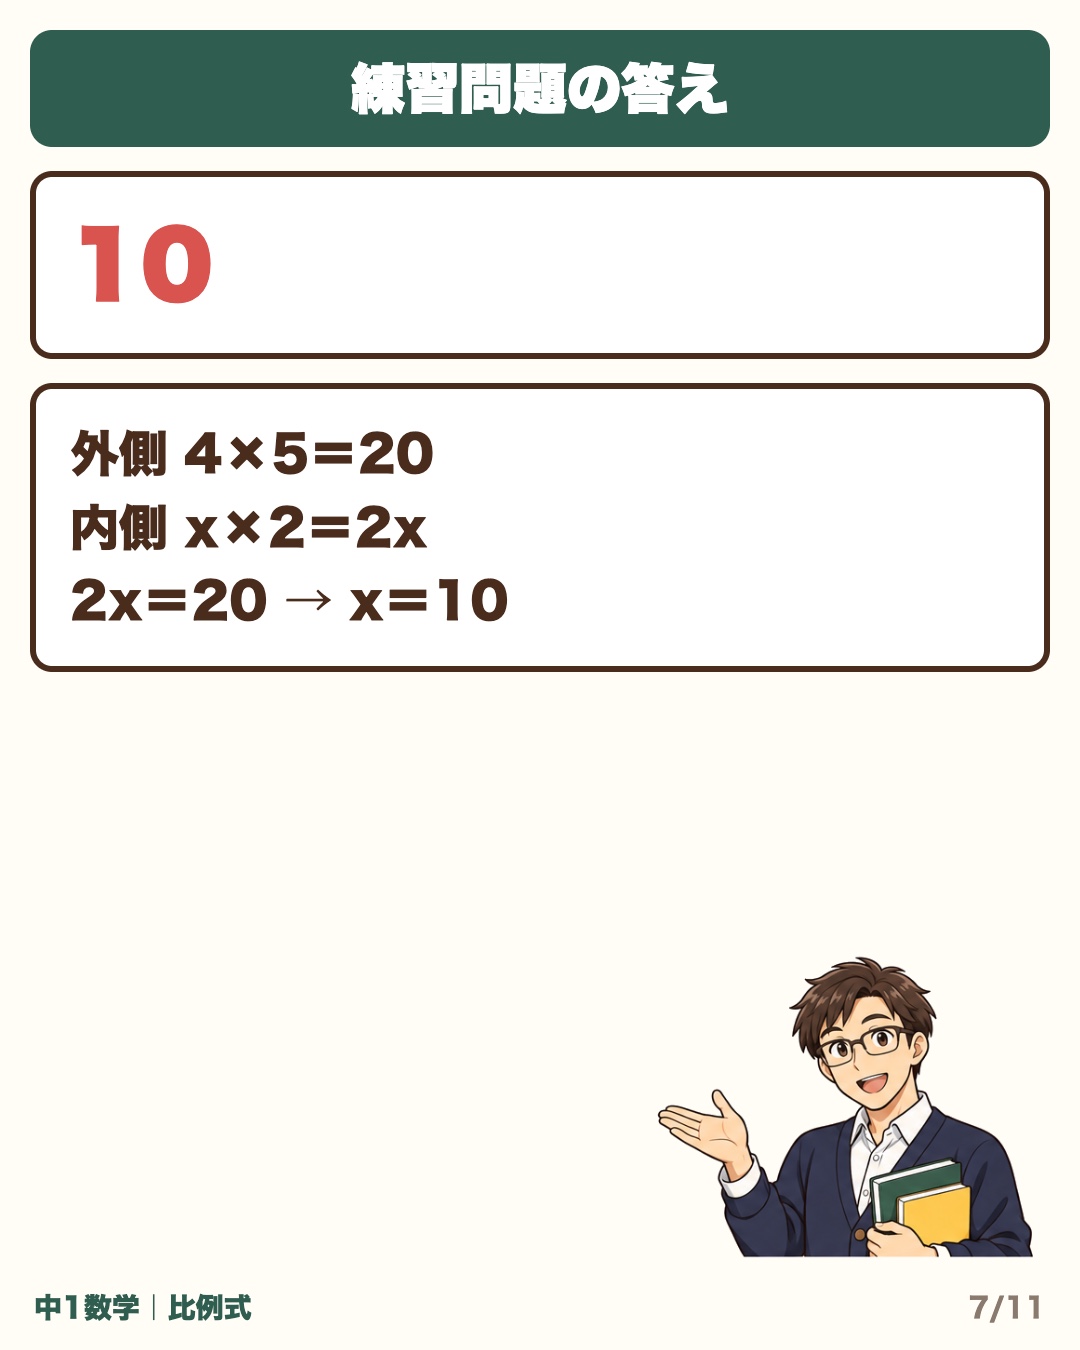 練習問題の答え
10
外側 4×5=20
内側 x×2=2x
2x=20 → x=10
中1数学｜比例式
7/11